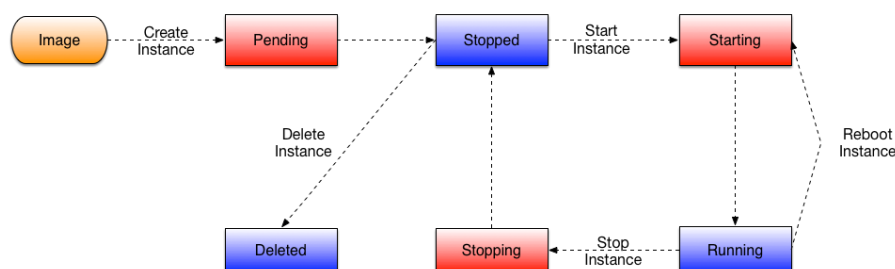 Image
Create
Instance
Pending
Stopped
Start
Instance
Starting
Delete
Instance
Reboot
Instance
Deleted
Stopping
Stop
Instance
Running